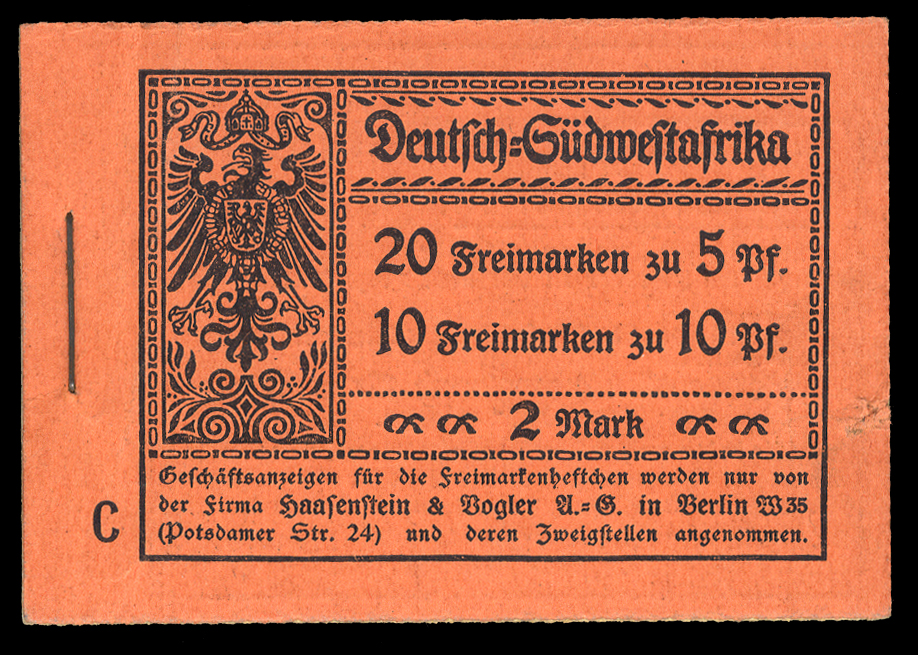 Deutsch=Südwestafrika
20 Freimarken zu 5 Pf.
10 Freimarken zu 10 Pf.
2 Mark
Geschäftsanzeigen für die Freimarkenheftchen werden nur von
der Firma Haasenstein & Vogler A.=G. in Berlin W 35
(Potsdamer Str. 24) und deren Zweigstellen angenommen.
C